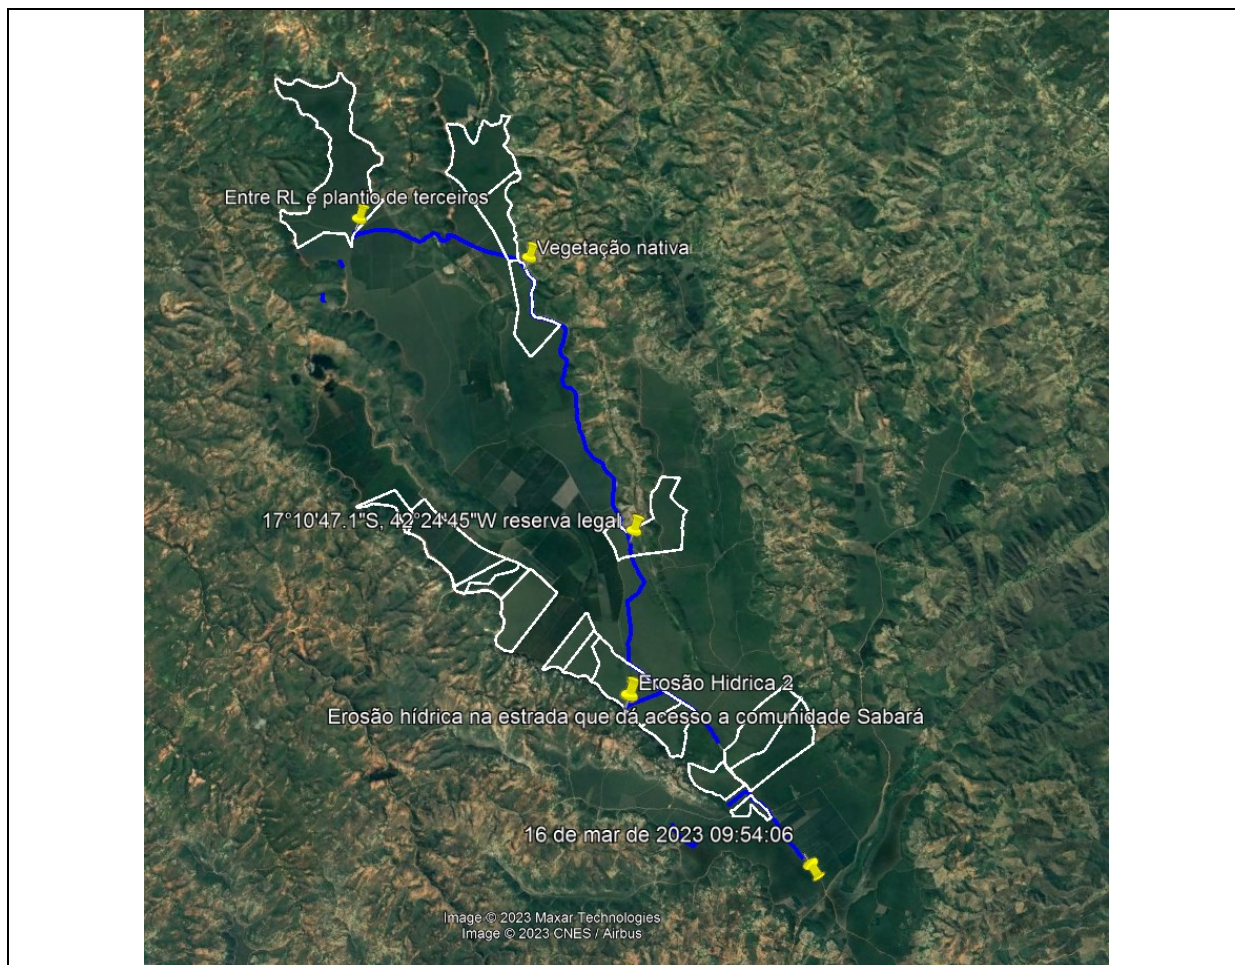 Entre RL e plantio de terceiros
Vegetação nativa
17°10'47.1"S, 42°24'45"W reserva legal
Erosão Hidrica 2
Erosão hídrica na estrada que dá acesso a comunidade Sabará
16 de mar de 2023 09:54:06
Image © 2023 Maxar Technologies
Image © 2023 CNES / Airbus